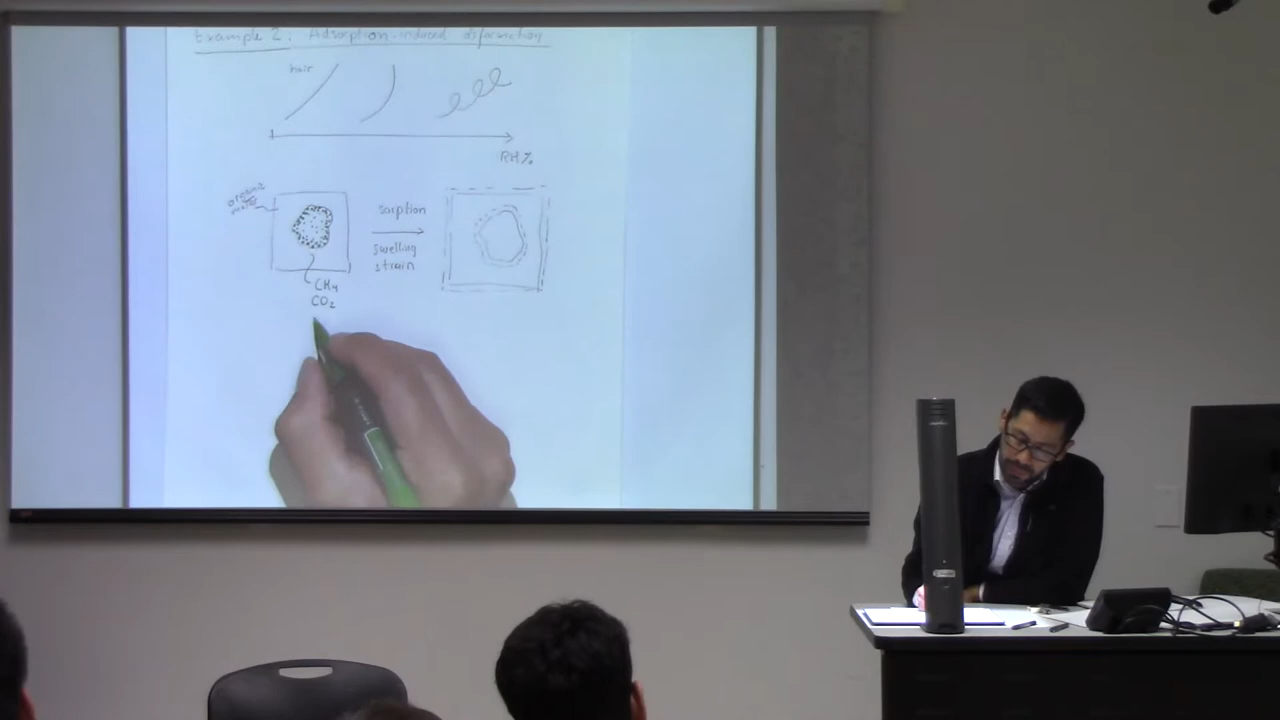 Example 2: Adsorption-induced deformation
hair
RH%
organic
matter
sorption
swelling
strain
CH4
CO2